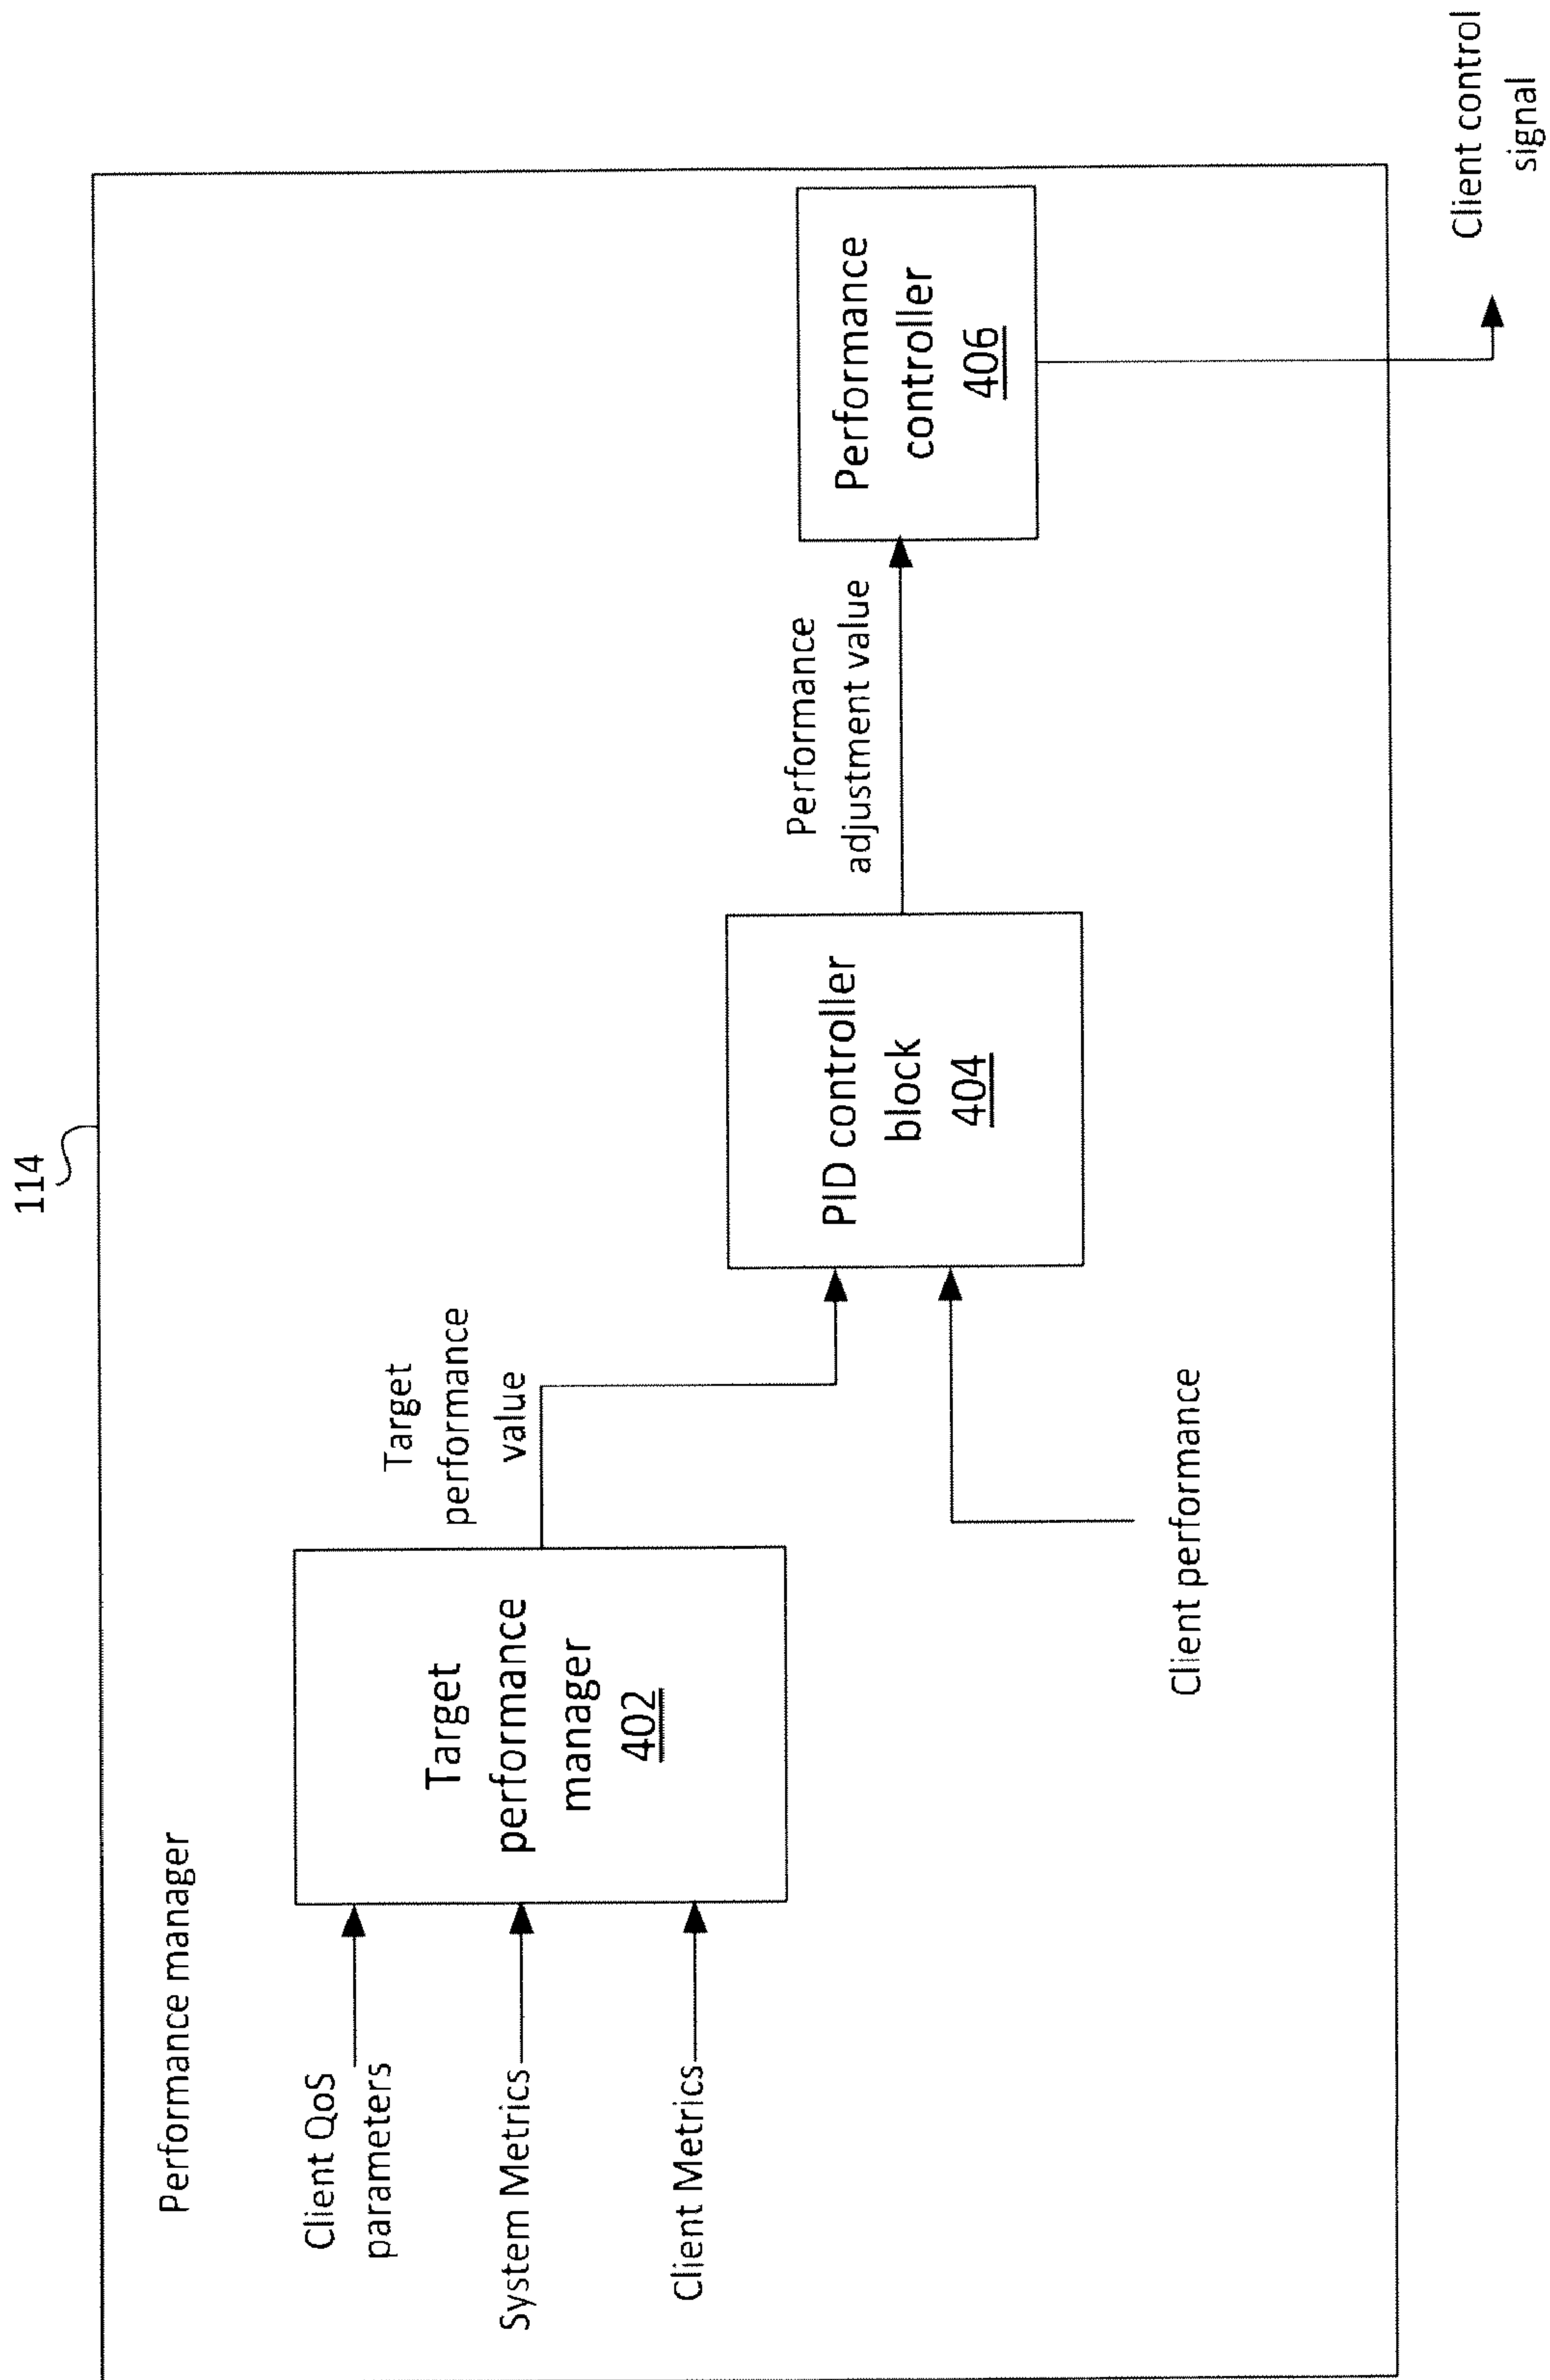 114
Performance manager
Client QoS
parameters
System Metrics
Client Metrics
Target
performance
manager
402
Target
performance
value
Client performance
PID controller
block
404
Performance
adjustment value
Performance
controller
406
Client control
signal